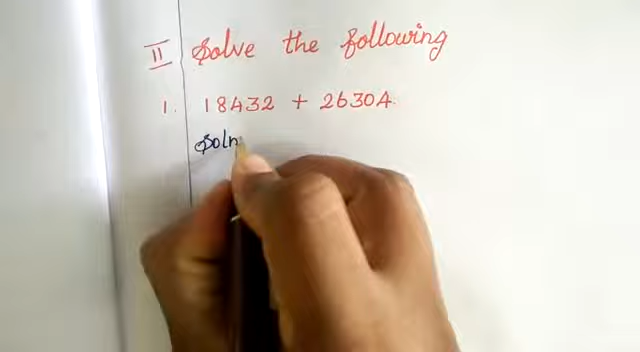 II Solve the following
1. 18432 + 26304.
Soln